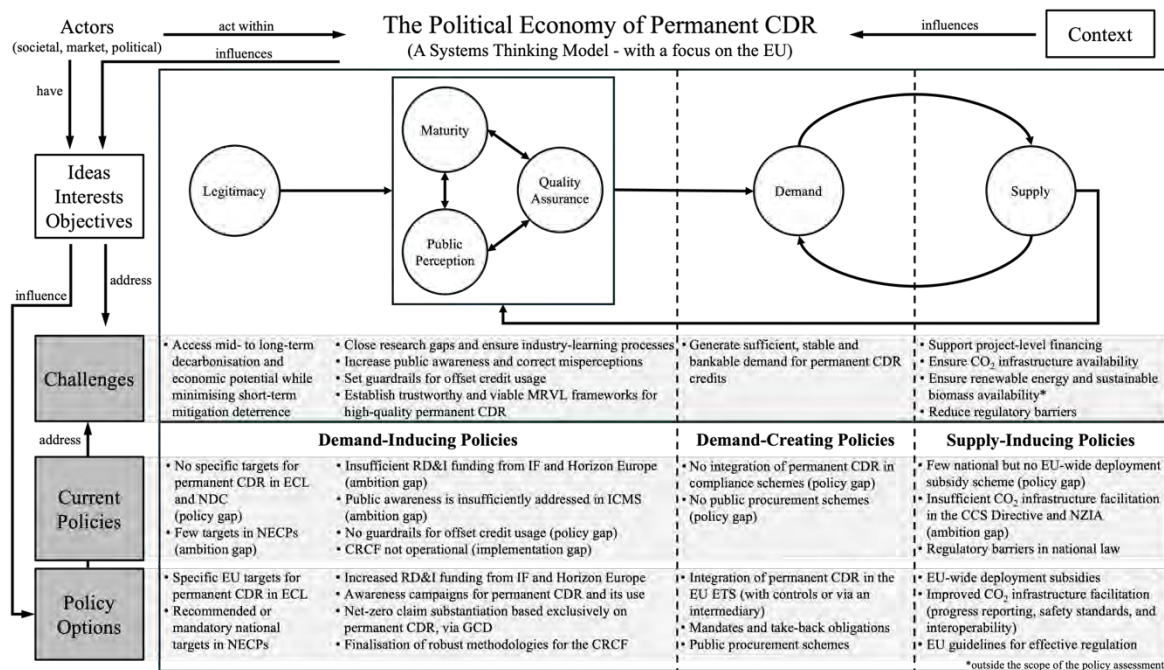 Actors
(societal, market, political)
act within
The Political Economy of Permanent CDR
(A Systems Thinking Model - with a focus on the EU)
influences
Context
influences
have
Ideas
Interests
Objectives
influence
address
Legitimacy
Maturity
Quality
Assurance
Public
Perception
Demand
Supply
Challenges
• Access mid- to long-term
decarbonisation and
economic potential while
minimising short-term
mitigation deterrence
• Close research gaps and ensure industry-learning processes
• Increase public awareness and correct misperceptions
• Set guardrails for offset credit usage
• Establish trustworthy and viable MRVL frameworks for
high-quality permanent CDR
• Generate sufficient, stable and
bankable demand for permanent CDR
credits
• Support project-level financing
• Ensure CO2 infrastructure availability
• Ensure renewable energy and sustainable
biomass availability*
• Reduce regulatory barriers
address
Demand-Inducing Policies
Demand-Creating Policies
Supply-Inducing Policies
Current
Policies
• No specific targets for
permanent CDR in ECL
and NDC
(policy gap)
• Few targets in NECPs
(ambition gap)
• Insufficient RD&I funding from IF and Horizon Europe
(ambition gap)
• Public awareness is insufficiently addressed in ICMS
(ambition gap)
• No guardrails for offset credit usage (policy gap)
• CRCF not operational (implementation gap)
• No integration of permanent CDR in
compliance schemes (policy gap)
• No public procurement schemes
(policy gap)
• Few national but no EU-wide deployment
subsidy scheme (policy gap)
• Insufficient CO2 infrastructure facilitation
in the CCS Directive and NZIA
(ambition gap)
• Regulatory barriers in national law
Policy
Options
• Specific EU targets for
permanent CDR in ECL
• Recommended or
mandatory national
targets in NECPs
• Increased RD&I funding from IF and Horizon Europe
• Awareness campaigns for permanent CDR and its use
• Net-zero claim substantiation based exclusively on
permanent CDR, via GCD
• Finalisation of robust methodologies for the CRCF
• Integration of permanent CDR in the
EU ETS (with controls or via an
intermediary)
• Mandates and take-back obligations
• Public procurement schemes
• EU-wide deployment subsidies
• Improved CO2 infrastructure facilitation
(progress reporting, safety standards, and
interoperability)
• EU guidelines for effective regulation
*outside the scope of the policy assessment